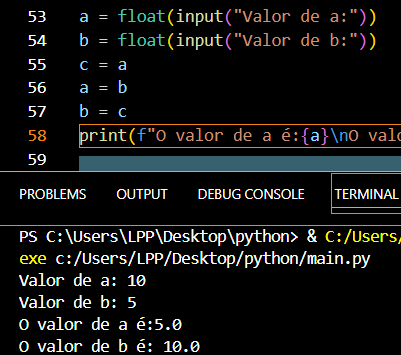 53 a = float(input("Valor de a:"))
54 b = float(input("Valor de b:"))
55 c = a
56 a = b
57 b = c
58 print(f"O valor de a é:{a}\nO valo
59
PROBLEMS OUTPUT DEBUG CONSOLE TERMINAL
PS C:\Users\LPP\Desktop\python> & C:/Users/
exe c:/Users/LPP/Desktop/python/main.py
Valor de a: 10
Valor de b: 5
O valor de a é:5.0
O valor de b é: 10.0